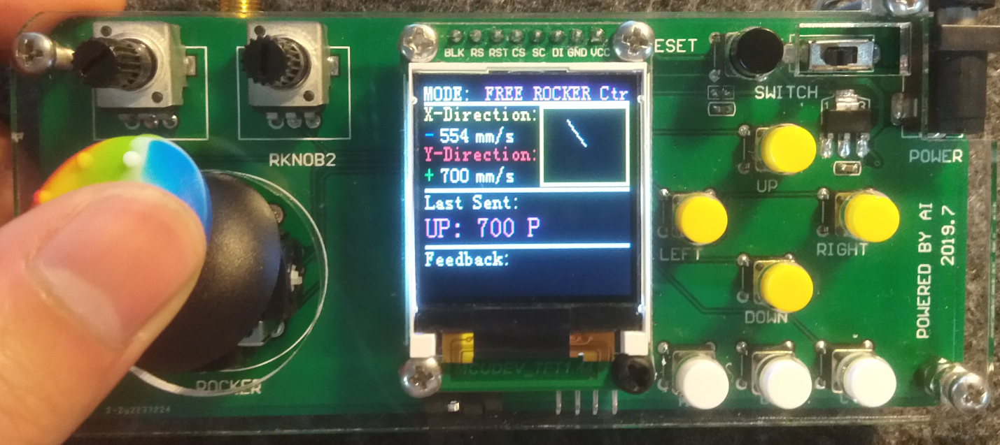 BLK RS RST CS SC DI GND VCC
ESET
SWITCH
MODE: FREE ROCKER Ctr
X-Direction:
- 554 mm/s
Y-Direction:
+ 700 mm/s
Last Sent:
UP: 700 P
Feedback:
RKNOB2
POWER
UP
LEFT
RIGHT
DOWN
POWERED BY AI
2019.7
ROCKER